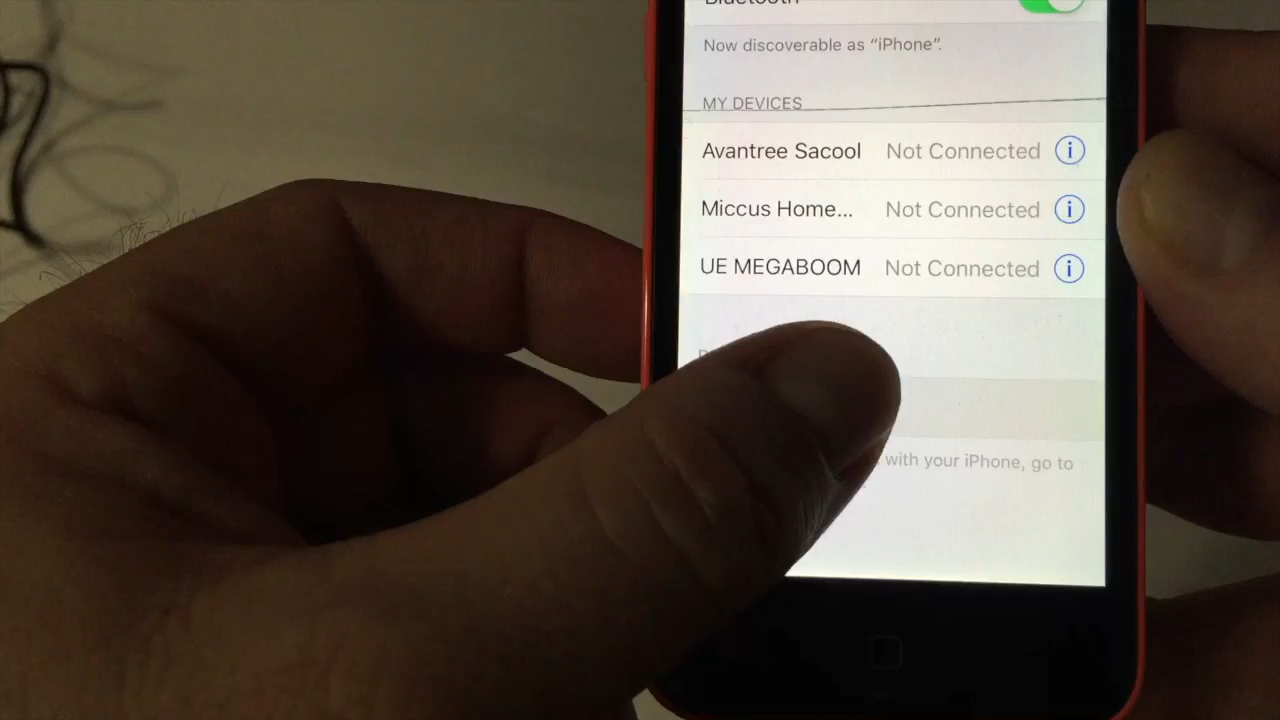 Bluetooth
Now discoverable as “iPhone”.
MY DEVICES
Avantree Sacool Not Connected
Miccus Home... Not Connected
UE MEGABOOM Not Connected
with your iPhone, go to